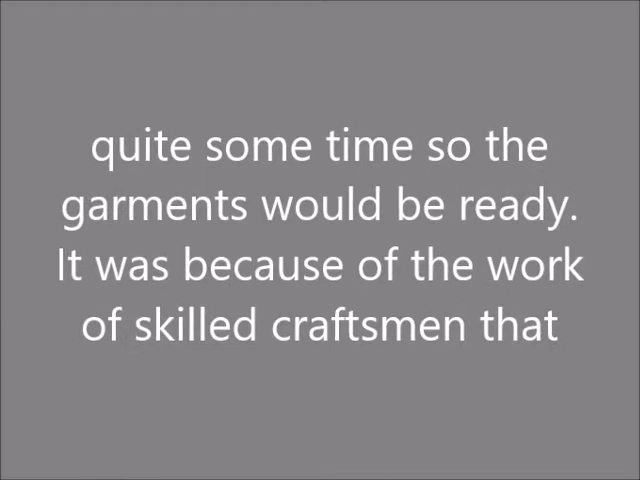 quite some time so the
garments would be ready.
It was because of the work
of skilled craftsmen that